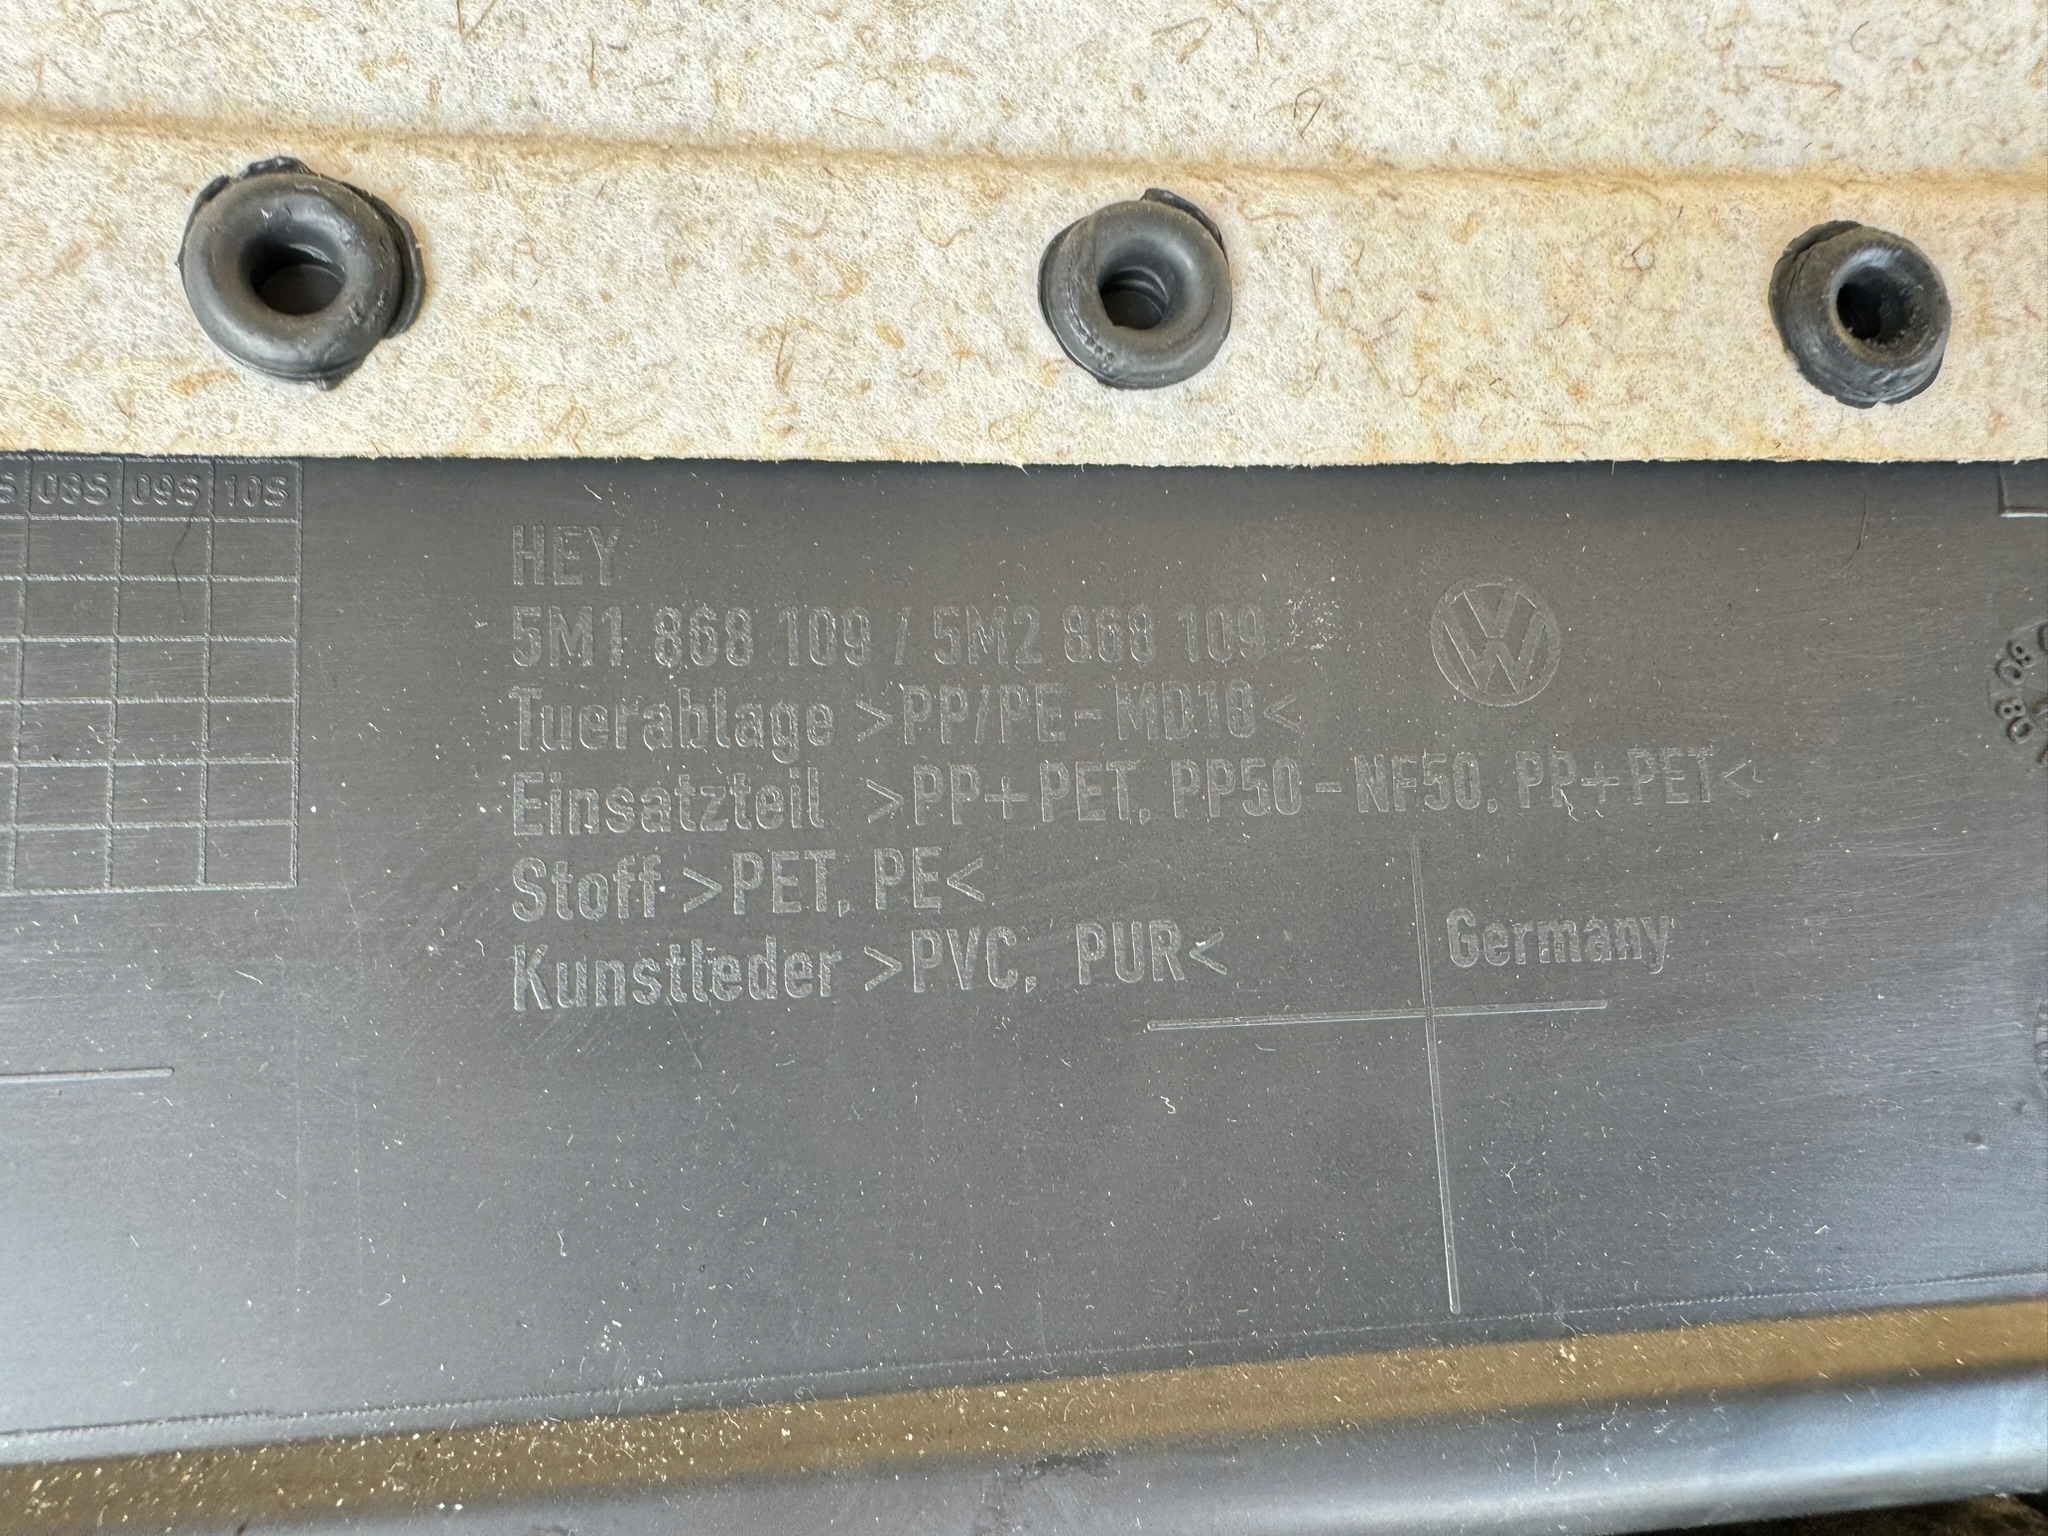 08S 09S 10S
HEY
5M1 868 109 / 5M2 868 109
Tuerablage >PP/PE-MD10<
Einsatzteil >PP+PET, PP50-NF50, PP+PET<
Stoff >PET, PE<
Kunstleder >PVC, PUR<
Germany